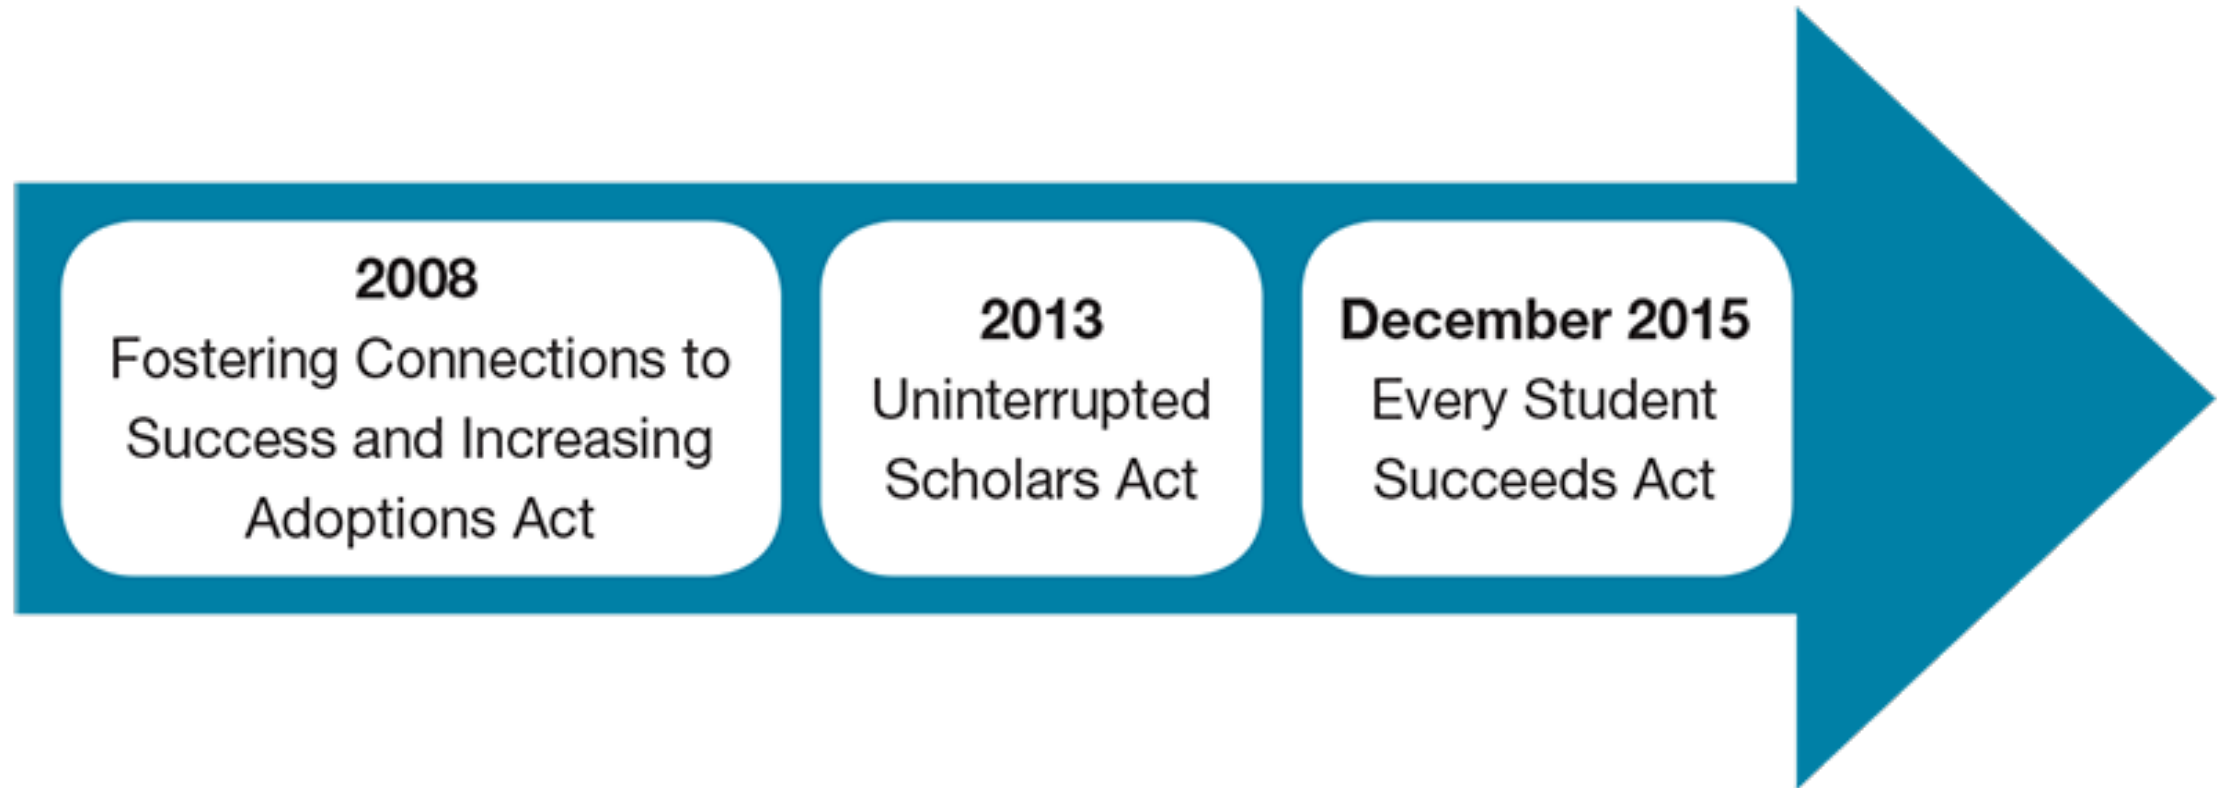 2008
Fostering Connections to
Success and Increasing
Adoptions Act
2013
Uninterrupted
Scholars Act
December 2015
Every Student
Succeeds Act